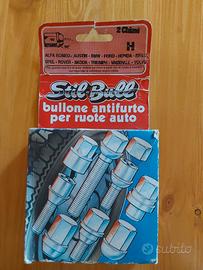 2 Chiavi
H
ALFA ROMEO - AUSTIN - BMW - FORD - HONDA - OPEL
ROVER - SKODA - TRIUMPH - VAUXHALL - VOLVO
Stil-Bull
bullone antifurto
per ruote auto
subito